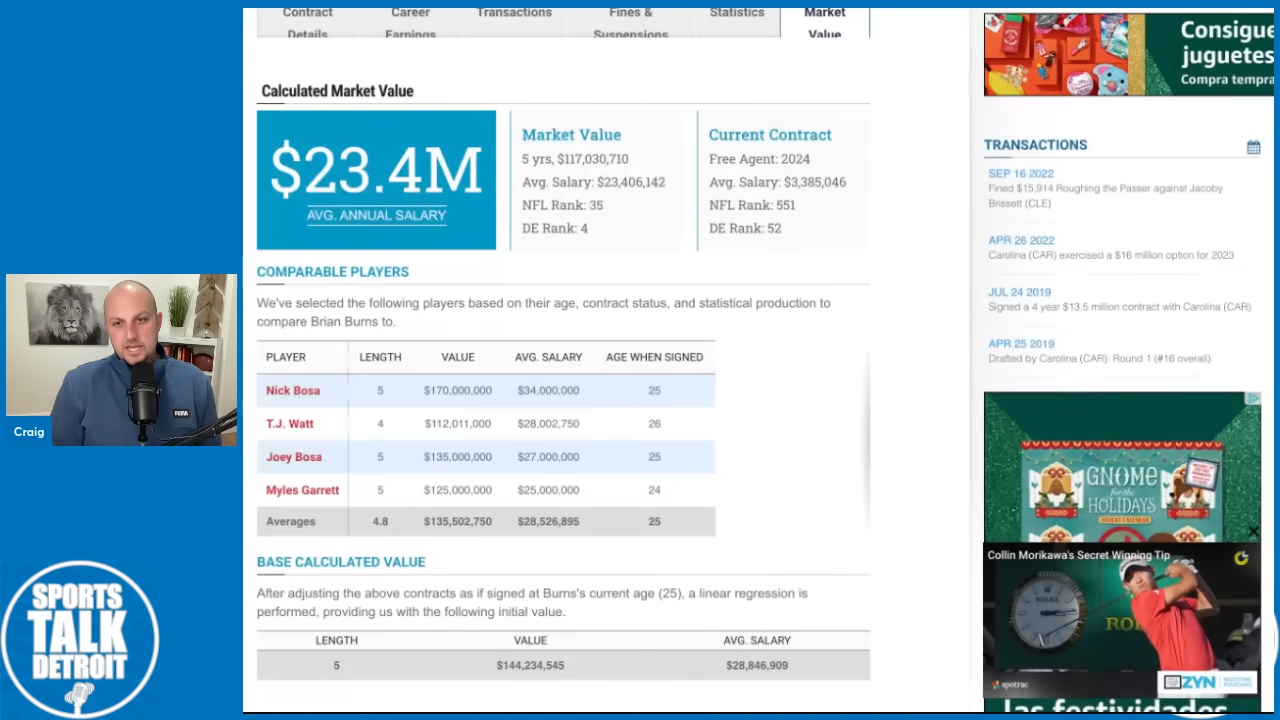 Contract
Details
Career
Earnings
Transactions
Fines &
Suspensions
Statistics
Market
Value
Calculated Market Value
$23.4M
AVG. ANNUAL SALARY
Market Value
5 yrs, $117,030,710
Avg. Salary: $23,406,142
NFL Rank: 35
DE Rank: 4
Current Contract
Free Agent: 2024
Avg. Salary: $3,385,046
NFL Rank: 551
DE Rank: 52
COMPARABLE PLAYERS
We've selected the following players based on their age, contract status, and statistical production to
compare Brian Burns to.
PLAYER LENGTH VALUE AVG. SALARY AGE WHEN SIGNED
Nick Bosa 5 $170,000,000 $34,000,000 25
T.J. Watt 4 $112,011,000 $28,002,750 26
Joey Bosa 5 $135,000,000 $27,000,000 25
Myles Garrett 5 $125,000,000 $25,000,000 24
Averages 4.8 $135,502,750 $28,526,895 25
BASE CALCULATED VALUE
After adjusting the above contracts as if signed at Burns's current age (25), a linear regression is
performed, providing us with the following initial value.
LENGTH VALUE AVG. SALARY
5 $144,234,545 $28,846,909
Consigue
juguetes
Compra tempra
TRANSACTIONS
SEP 16 2022
Fined $15,914 Roughing the Passer against Jacoby
Brissett (CLE)
APR 26 2022
Carolina (CAR) exercised a $16 million option for 2023
JUL 24 2019
Signed a 4 year $13.5 million contract with Carolina (CAR)
APR 25 2019
Drafted by Carolina (CAR): Round 1 (#16 overall)
GNOME
for the
HOLIDAYS
ADVENT CALENDAR
Collin Morikawa's Secret Winning Tip
ROLEX
RO
spotrac
ZYN
NICOTINE
POUCHES
las festividades
Craig
SPORTS
TALK
DETROIT